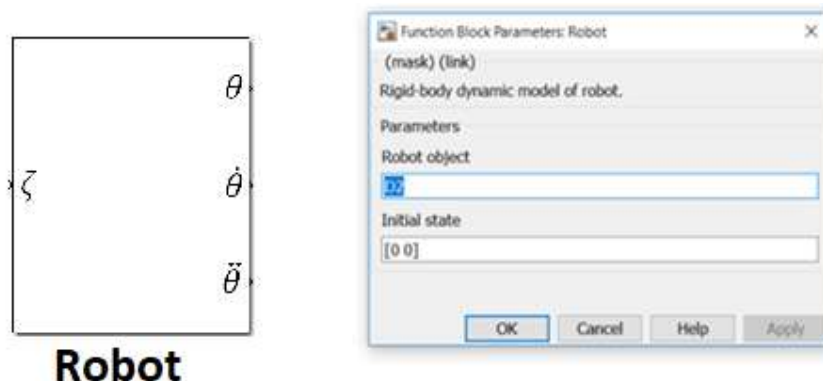 θ
ζ
θ̇
θ̈
Robot
Function Block Parameters: Robot
(mask) (link)
Rigid-body dynamic model of robot.
Parameters
Robot object
Initial state
[0 0]
OK Cancel Help Apply